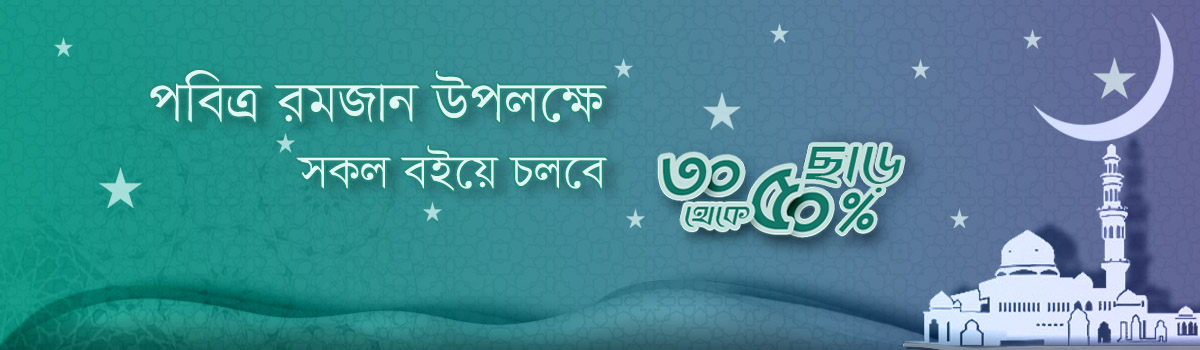 পবিত্র রমজান উপলক্ষে
সকল বইয়ে চলবে
৩০ থেকে ৫০% ছাড়